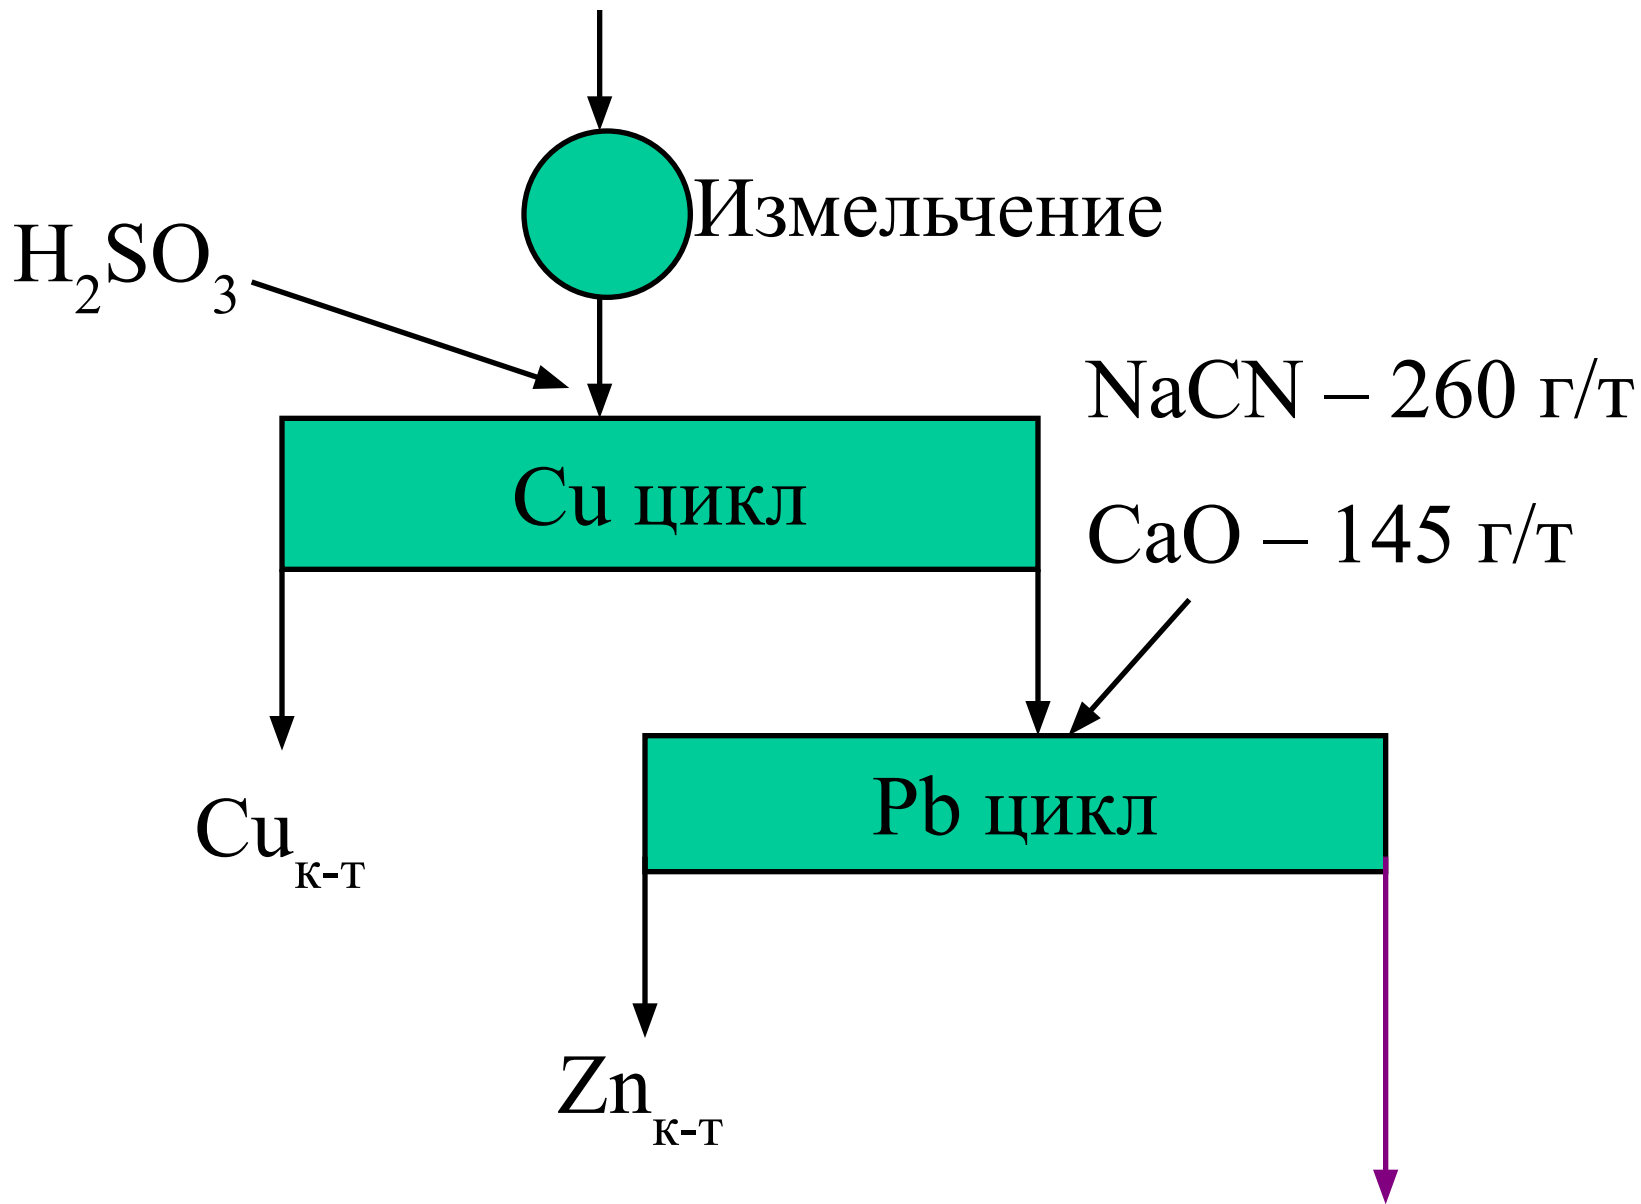 Измельчение
H₂SO₃
NaCN – 260 г/т
Cu цикл
CaO – 145 г/т
Pb цикл
Cuк-т
Znк-т